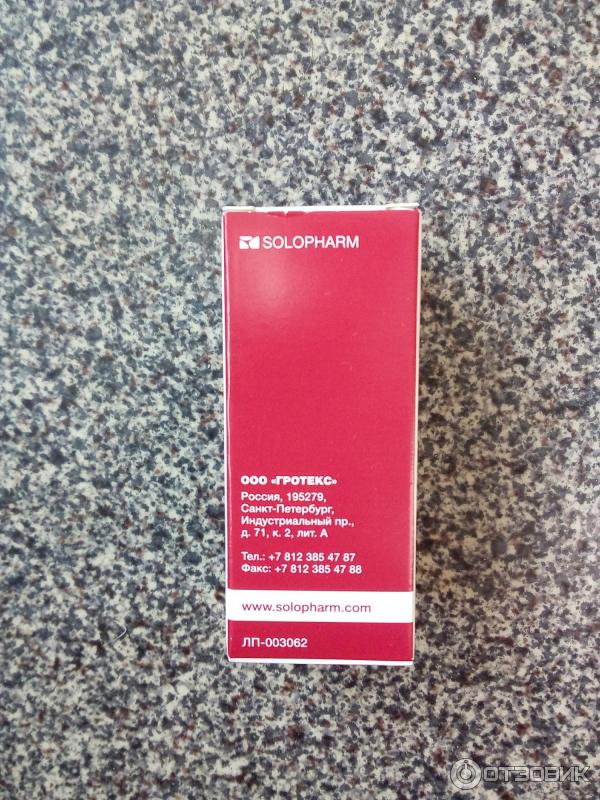 SOLOPHARM
ООО «ГРОТЕКС»
Россия, 195279,
Санкт-Петербург,
Индустриальный пр.,
д. 71, к. 2, лит. А
Тел.: +7 812 385 47 87
Факс: +7 812 385 47 88
www.solopharm.com
ЛП-003062
ОТЗОВИК